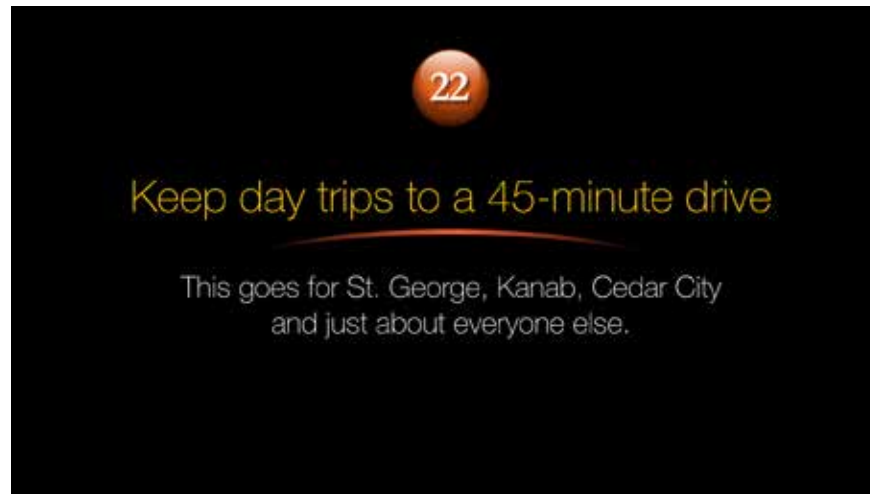 22
Keep day trips to a 45-minute drive
This goes for St. George, Kanab, Cedar City
and just about everyone else.